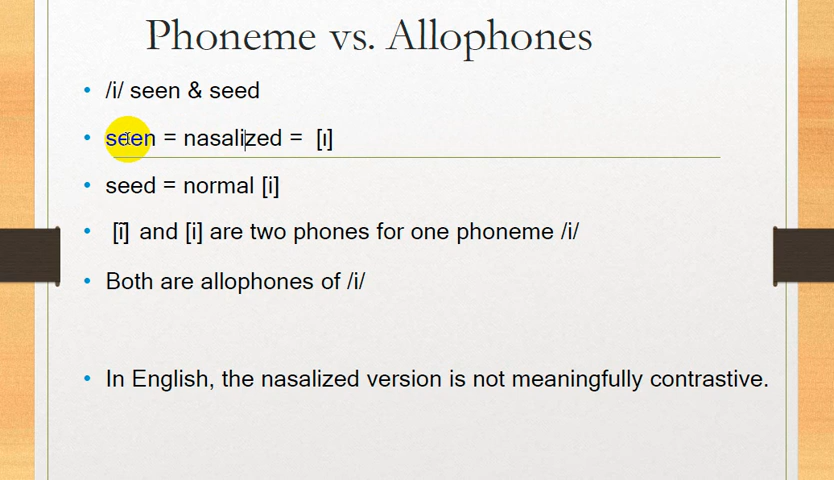 Phoneme vs. Allophones
• /i/ seen & seed
• seen = nasalized = [ĩ]
• seed = normal [i]
• [ĩ] and [i] are two phones for one phoneme /i/
• Both are allophones of /i/
• In English, the nasalized version is not meaningfully contrastive.